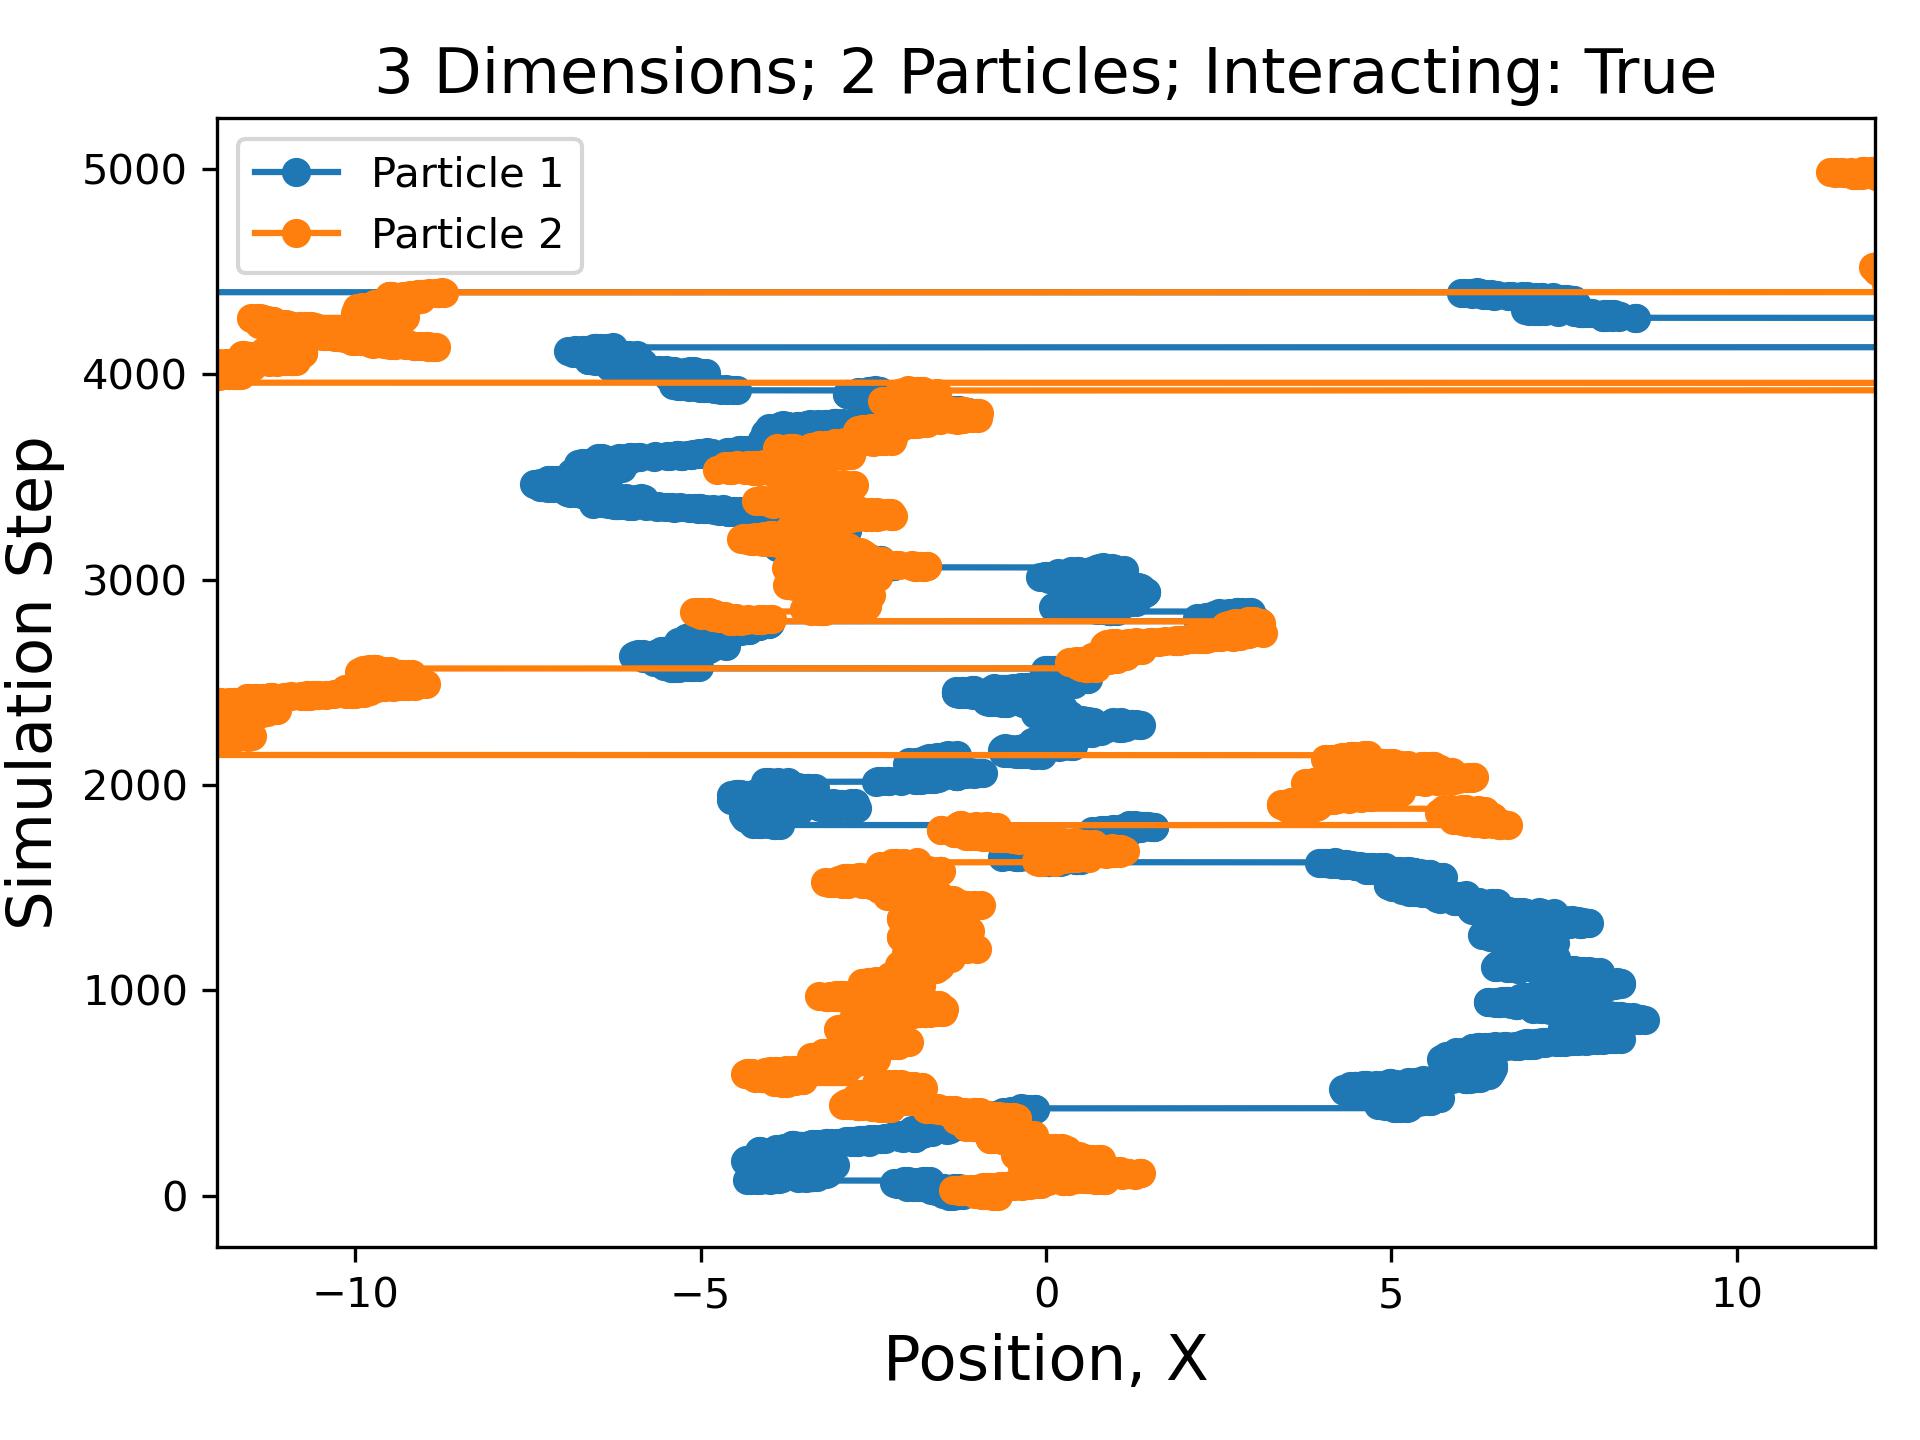 3 Dimensions; 2 Particles; Interacting: True
Particle 1
Particle 2
5000
4000
3000
2000
1000
0
Simulation Step
−10
−5
0
5
10
Position, X